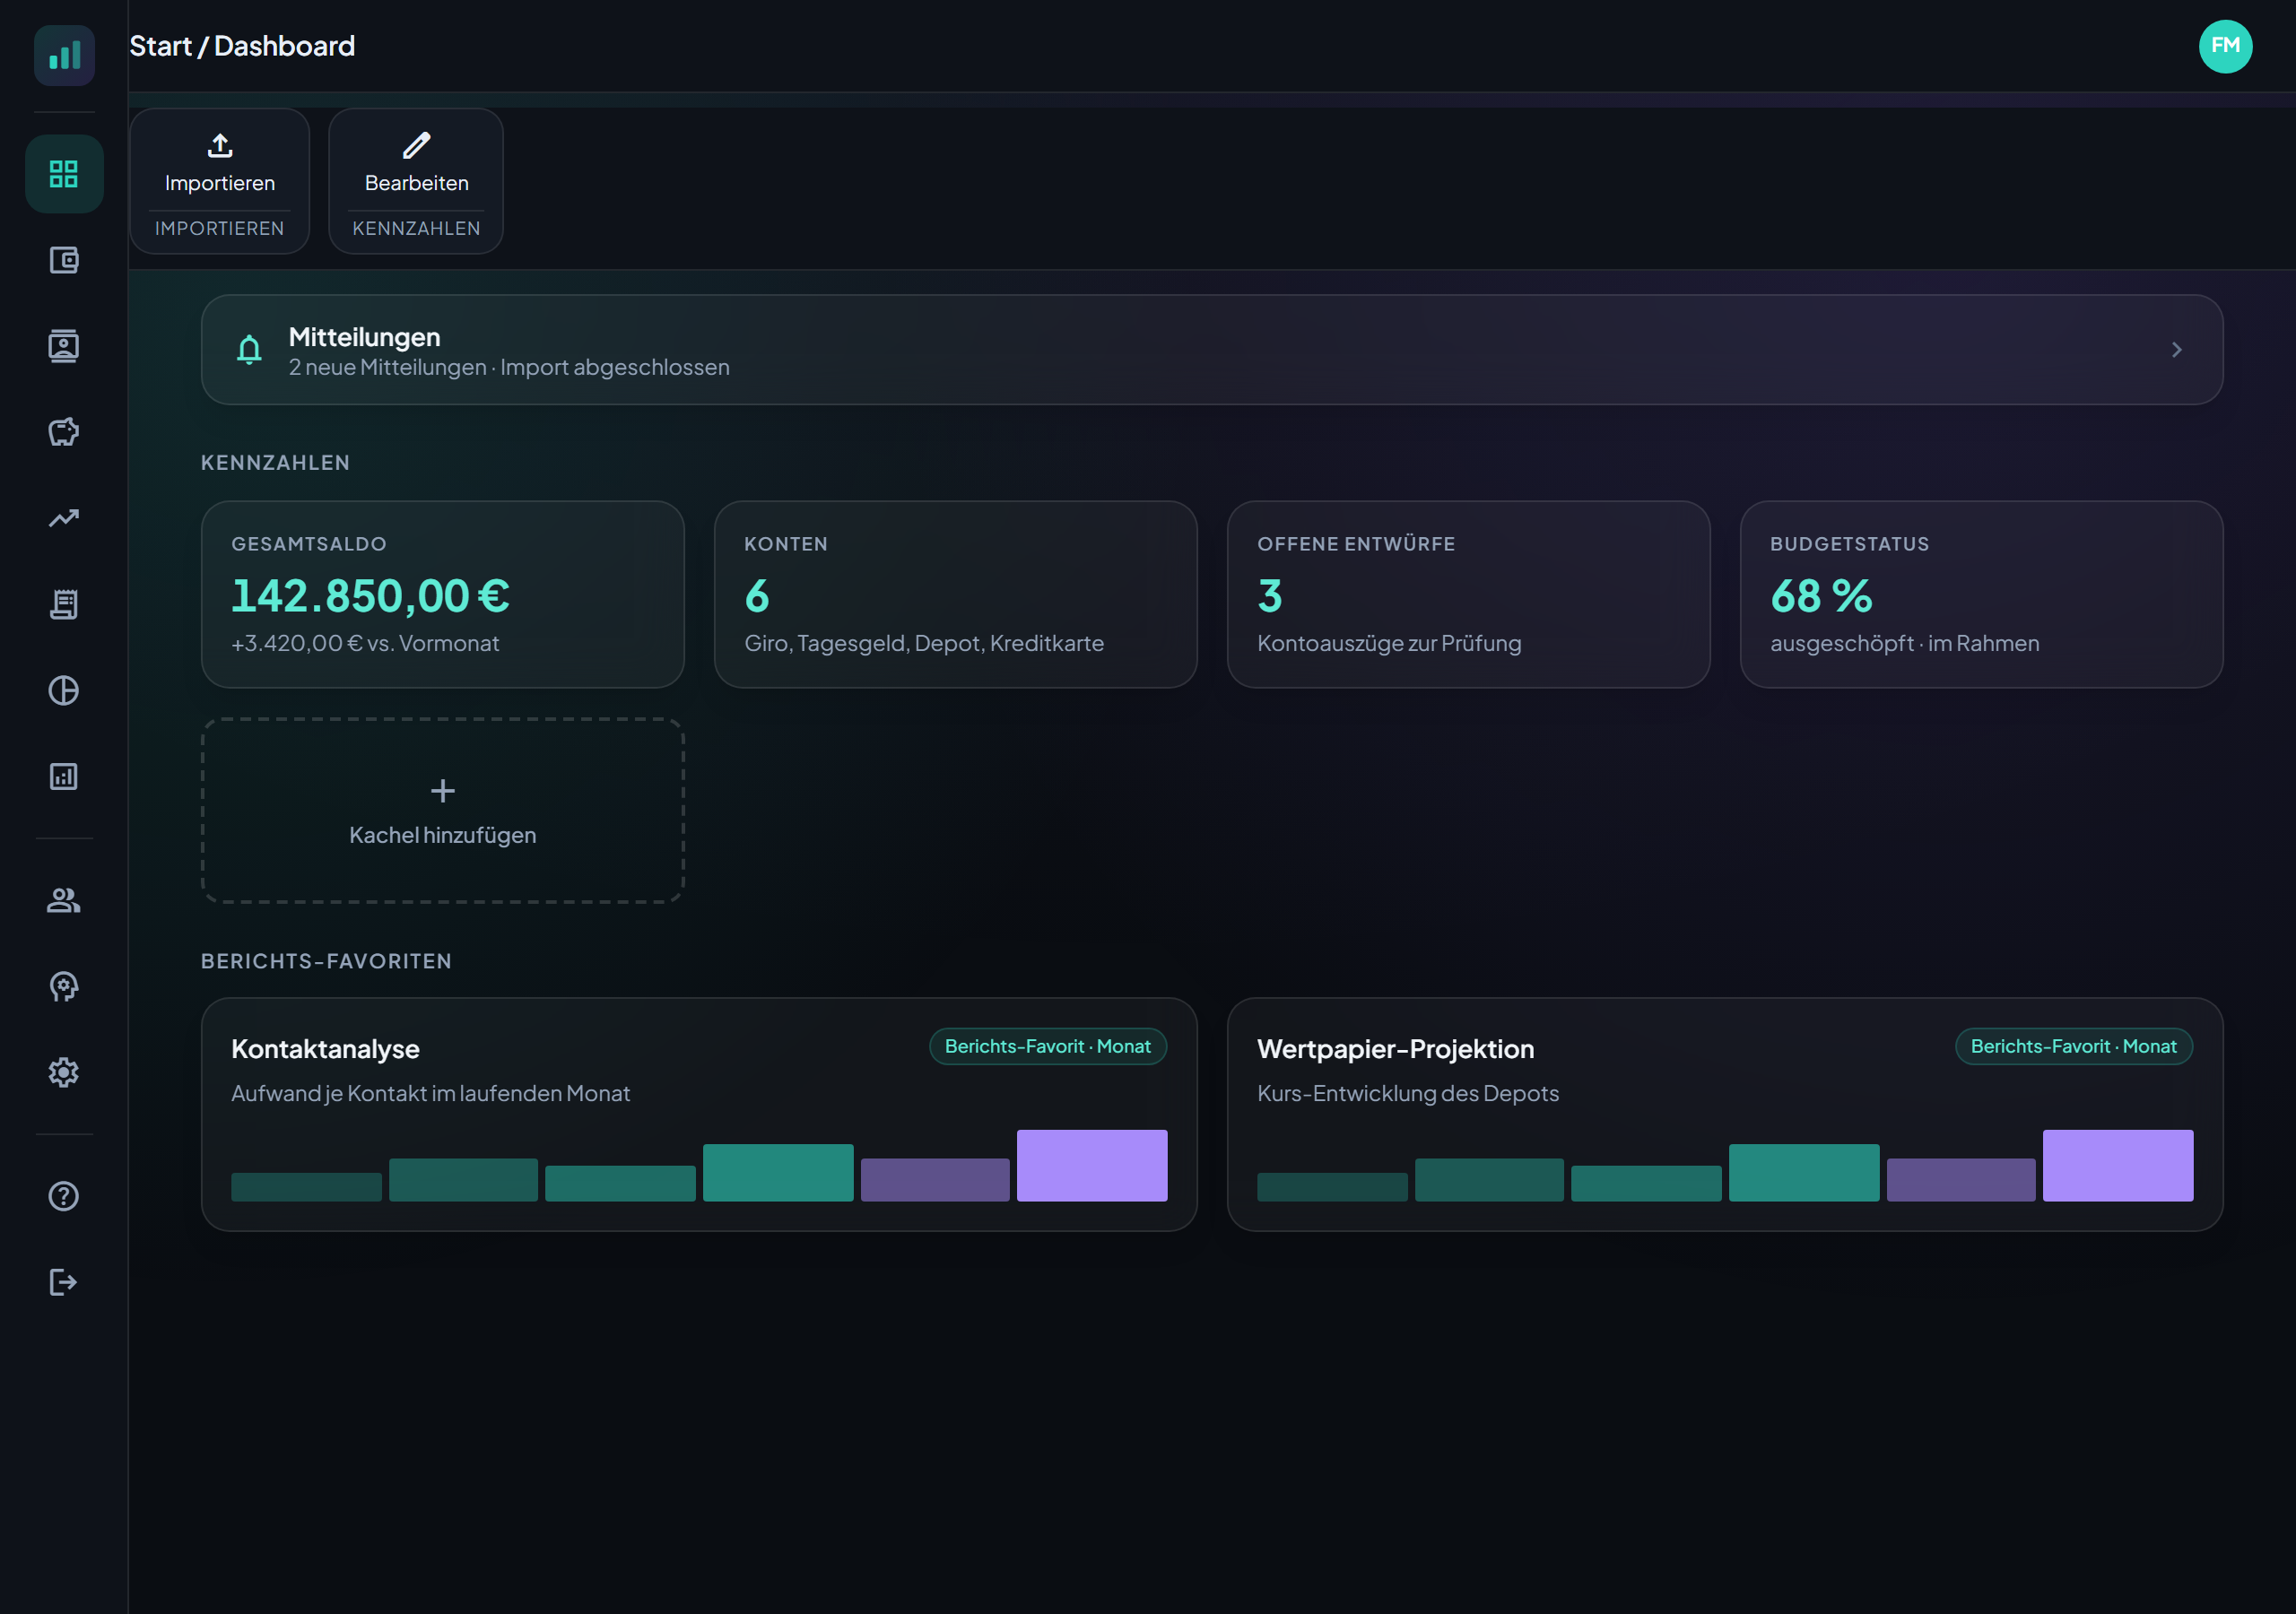 Start / Dashboard
FM
Importieren
IMPORTIEREN
Bearbeiten
KENNZAHLEN
Mitteilungen
2 neue Mitteilungen · Import abgeschlossen
KENNZAHLEN
GESAMTSALDO
142.850,00 €
+3.420,00 € vs. Vormonat
KONTEN
6
Giro, Tagesgeld, Depot, Kreditkarte
OFFENE ENTWÜRFE
3
Kontoauszüge zur Prüfung
BUDGETSTATUS
68 %
ausgeschöpft · im Rahmen
Kachel hinzufügen
BERICHTS-FAVORITEN
Kontaktanalyse
Berichts-Favorit · Monat
Aufwand je Kontakt im laufenden Monat
Wertpapier-Projektion
Berichts-Favorit · Monat
Kurs-Entwicklung des Depots